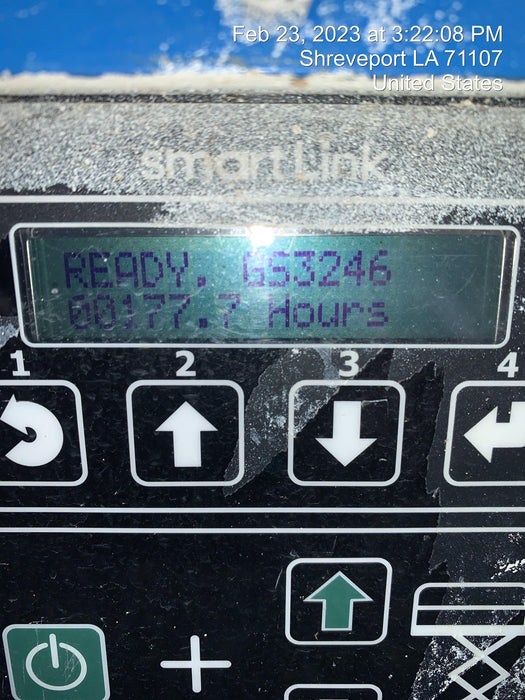 Feb 23, 2023 at 3:22:08 PM
Shreveport LA 71107
United States
smartLink
READY, GS3246
00177.7 Hours
1 2 3 4